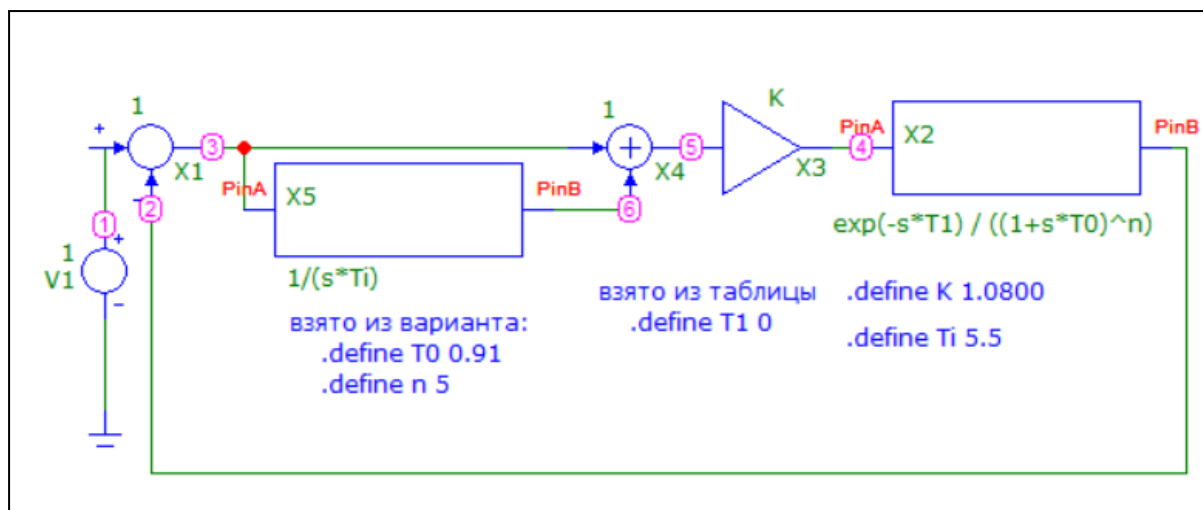 1
1
K
+
3
+
5
PinA
4
PinB
X1
X4
X3
X2
-
2
PinA
X5
PinB
6
1
+
1
V1
-
exp(-s*T1) / ((1+s*T0)^n)
1/(s*Ti)
взято из варианта:
.define T0 0.91
.define n 5
взято из таблицы
.define T1 0
.define K 1.0800
.define Ti 5.5